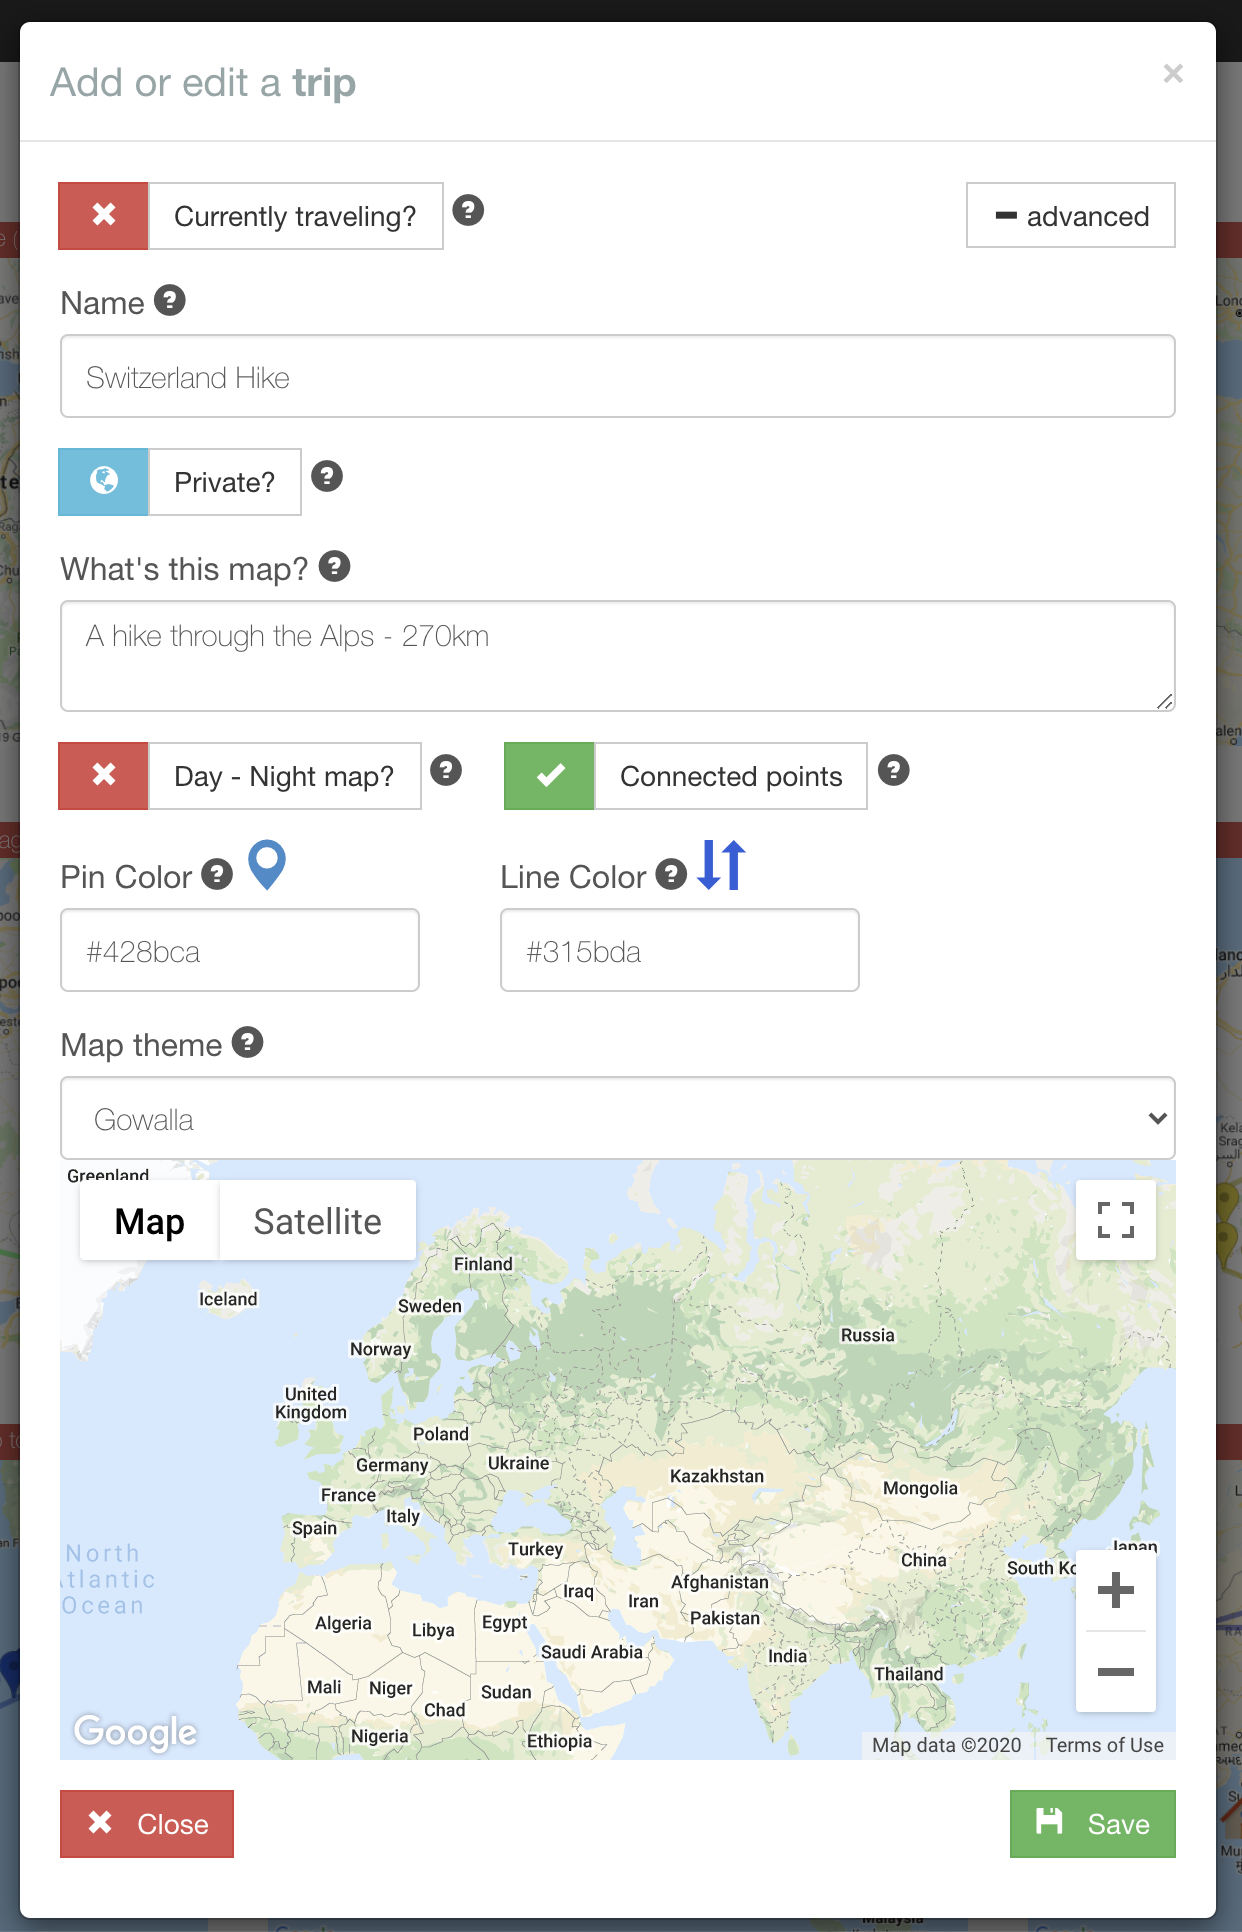 Add or edit a trip
×
Currently traveling?
advanced
Name
Switzerland Hike
Private?
What's this map?
A hike through the Alps - 270km
Day - Night map?
Connected points
Pin Color
Line Color
#428bca
#315bda
Map theme
Gowalla
Greenland
Map
Satellite
Finland
Iceland
Sweden
Russia
Norway
United
Kingdom
Poland
Germany
Ukraine
Kazakhstan
Mongolia
France
Italy
Spain
Turkey
Japan
North
Atlantic
Ocean
China
South Ko
Afghanistan
Iraq
Iran
Pakistan
Algeria
Libya
Egypt
Saudi Arabia
India
Thailand
Mali
Niger
Sudan
Chad
Nigeria
Ethiopia
Google
Map data ©2020
Terms of Use
Close
Save